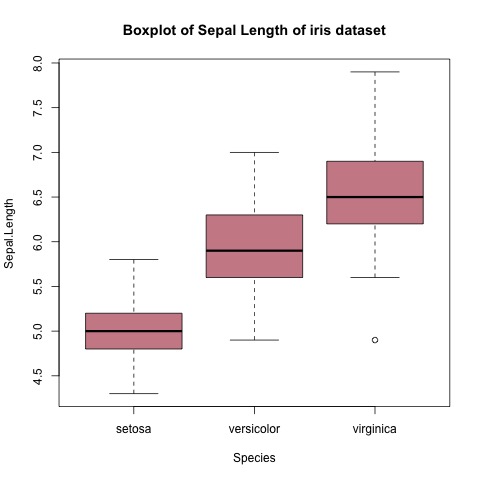 Boxplot of Sepal Length of iris dataset
Sepal.Length
8.0
7.5
7.0
6.5
6.0
5.5
5.0
4.5
setosa versicolor virginica
Species